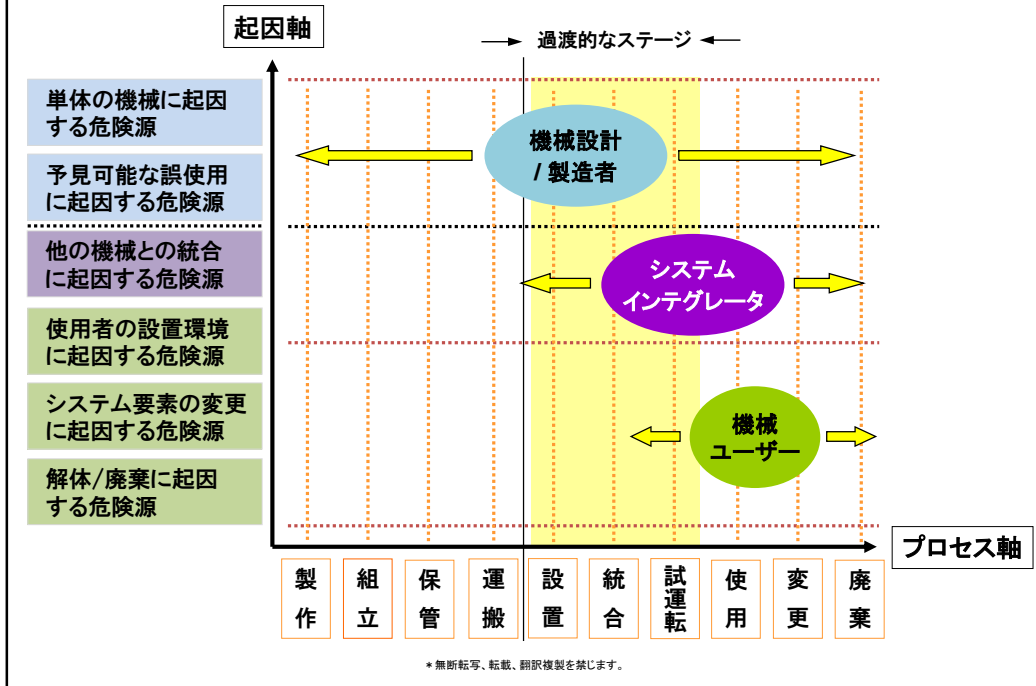 起因軸
過渡的なステージ
単体の機械に起因
する危険源
予見可能な誤使用
に起因する危険源
他の機械との統合
に起因する危険源
使用者の設置環境
に起因する危険源
システム要素の変更
に起因する危険源
解体/廃棄に起因
する危険源
機械設計
/ 製造者
システム
インテグレータ
機械
ユーザー
プロセス軸
製作
組立
保管
運搬
設置
統合
試運転
使用
変更
廃棄
* 無断転写、転載、翻訳複製を禁じます。